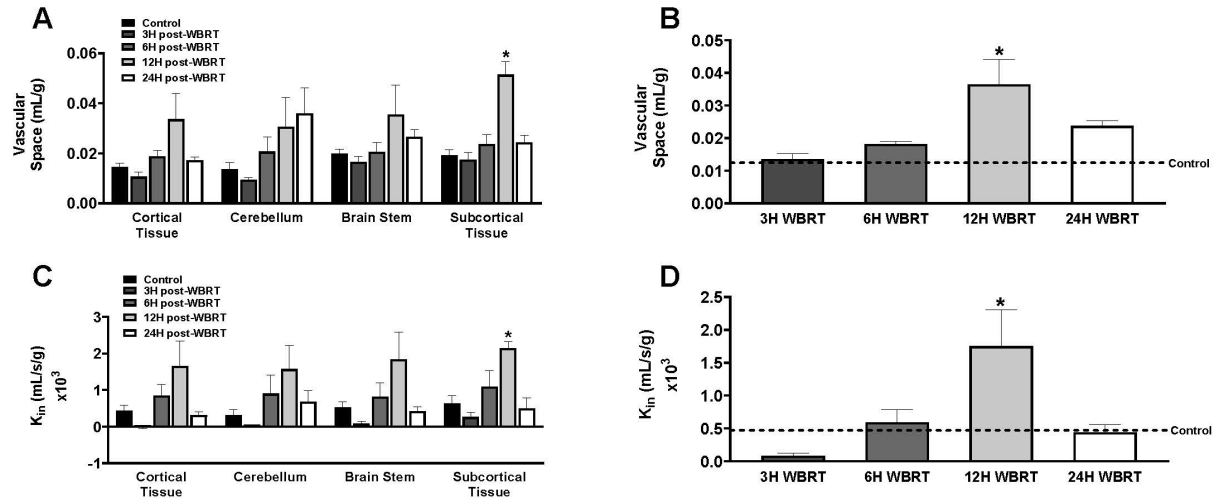 A
Control
3H post-WBRT
6H post-WBRT
12H post-WBRT
24H post-WBRT
Vascular
Space (mL/g)
0.06
0.04
0.02
0.00
*
Cortical
Tissue
Cerebellum
Brain Stem
Subcortical
Tissue
B
Vascular
Space (mL/g)
0.05
0.04
0.03
0.02
0.01
0.00
*
Control
3H WBRT
6H WBRT
12H WBRT
24H WBRT
C
Control
3H post-WBRT
6H post-WBRT
12H post-WBRT
24H post-WBRT
Kin (mL/s/g)
x10³
3
2
1
0
-1
*
Cortical
Tissue
Cerebellum
Brain Stem
Subcortical
Tissue
D
Kin (mL/s/g)
x10³
2.5
2.0
1.5
1.0
0.5
0.0
*
Control
3H WBRT
6H WBRT
12H WBRT
24H WBRT